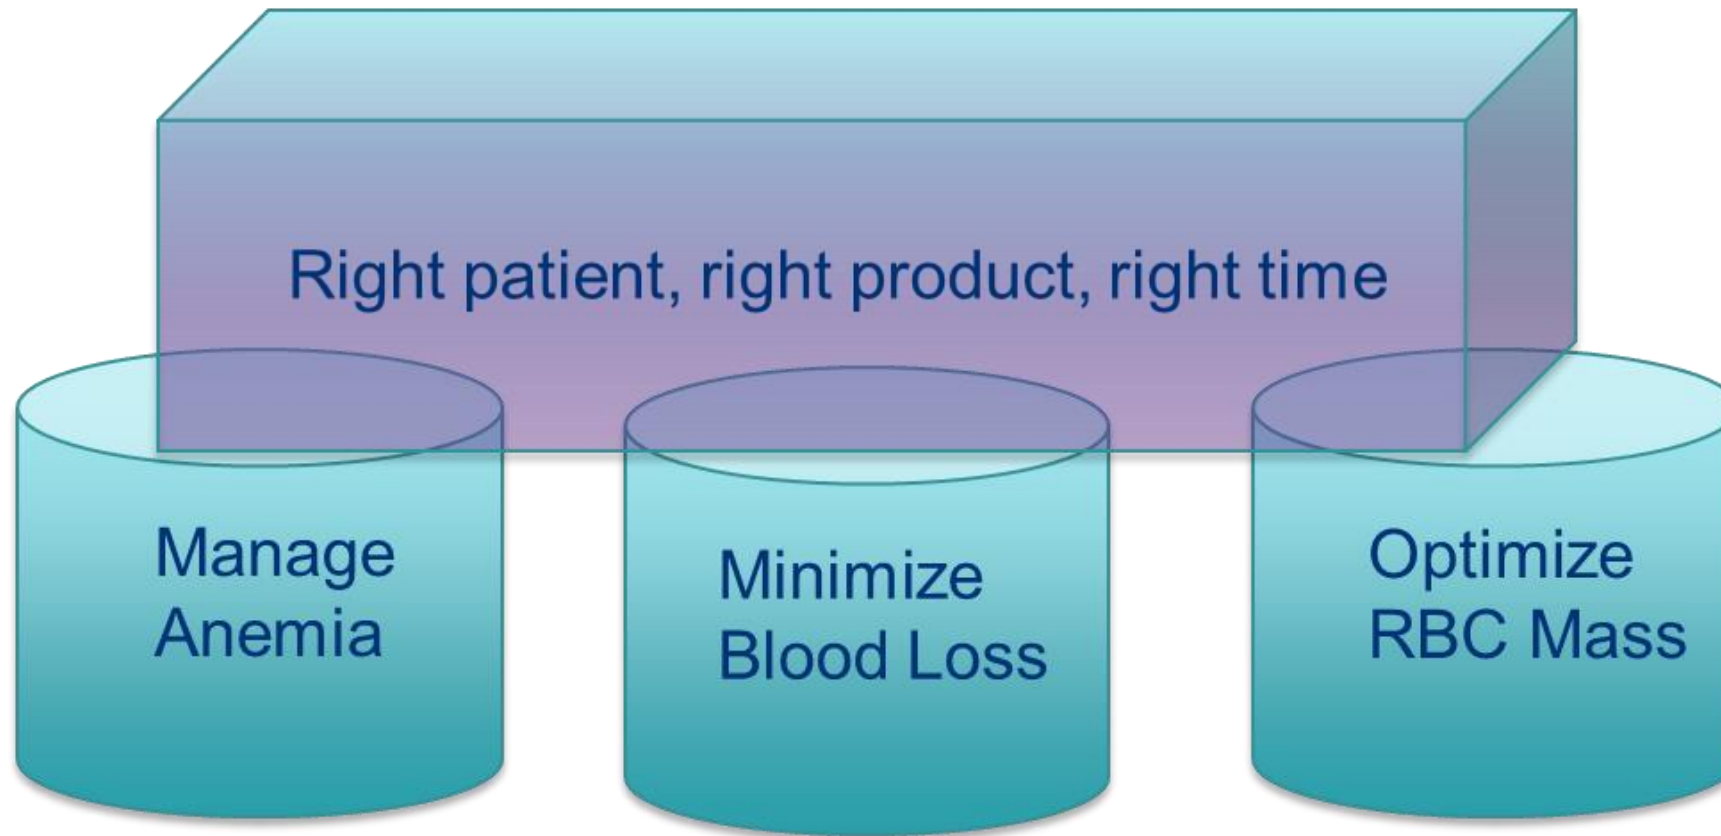 Right patient, right product, right time
Manage
Anemia
Minimize
Blood Loss
Optimize
RBC Mass